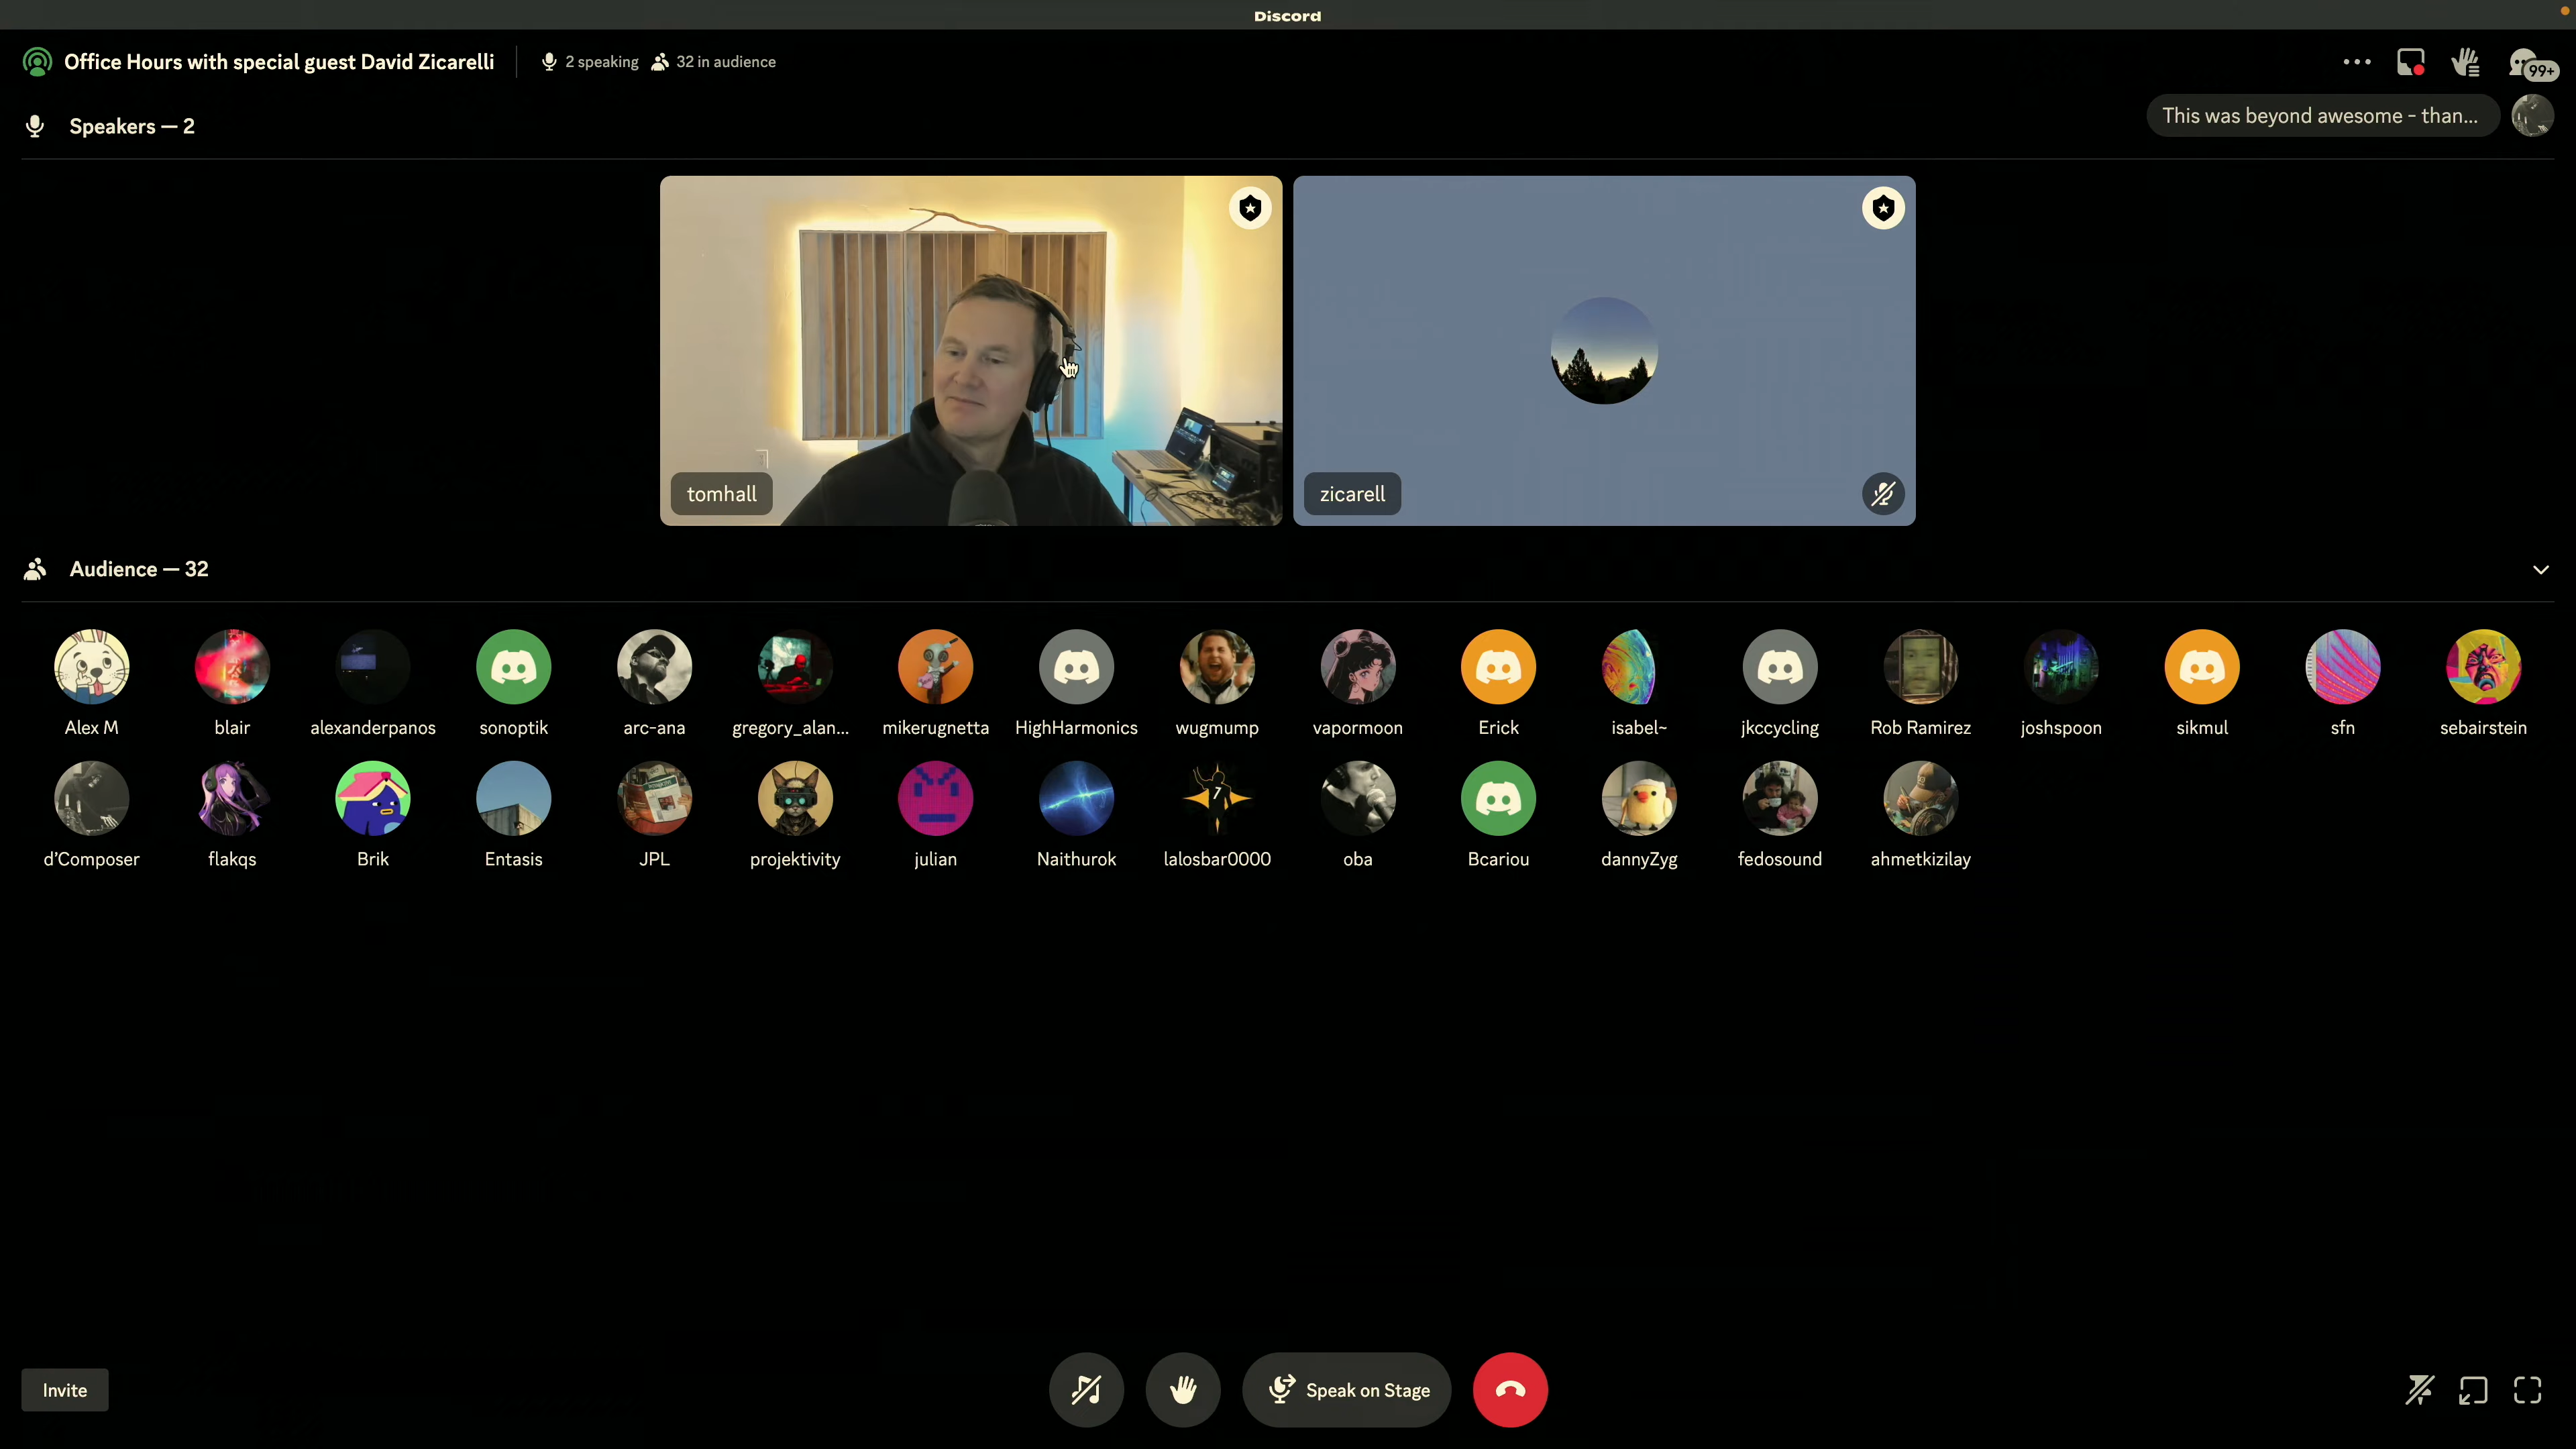 Discord
Office Hours with special guest David Zicarelli
2 speaking
32 in audience
99+
Speakers — 2
This was beyond awesome - than...
tomhall
zicarell
Audience — 32
Alex M
blair
alexanderpanos
sonoptik
arc-ana
gregory_alan...
mikerugnetta
HighHarmonics
wugmump
vapormoon
Erick
isabel~
jkccycling
Rob Ramirez
joshspoon
sikmul
sfn
sebairstein
d'Composer
flakqs
Brik
Entasis
JPL
projektivity
julian
Naithurok
7
lalosbar0000
oba
Bcariou
dannyZyg
fedosound
ahmetkizilay
Invite
Speak on Stage